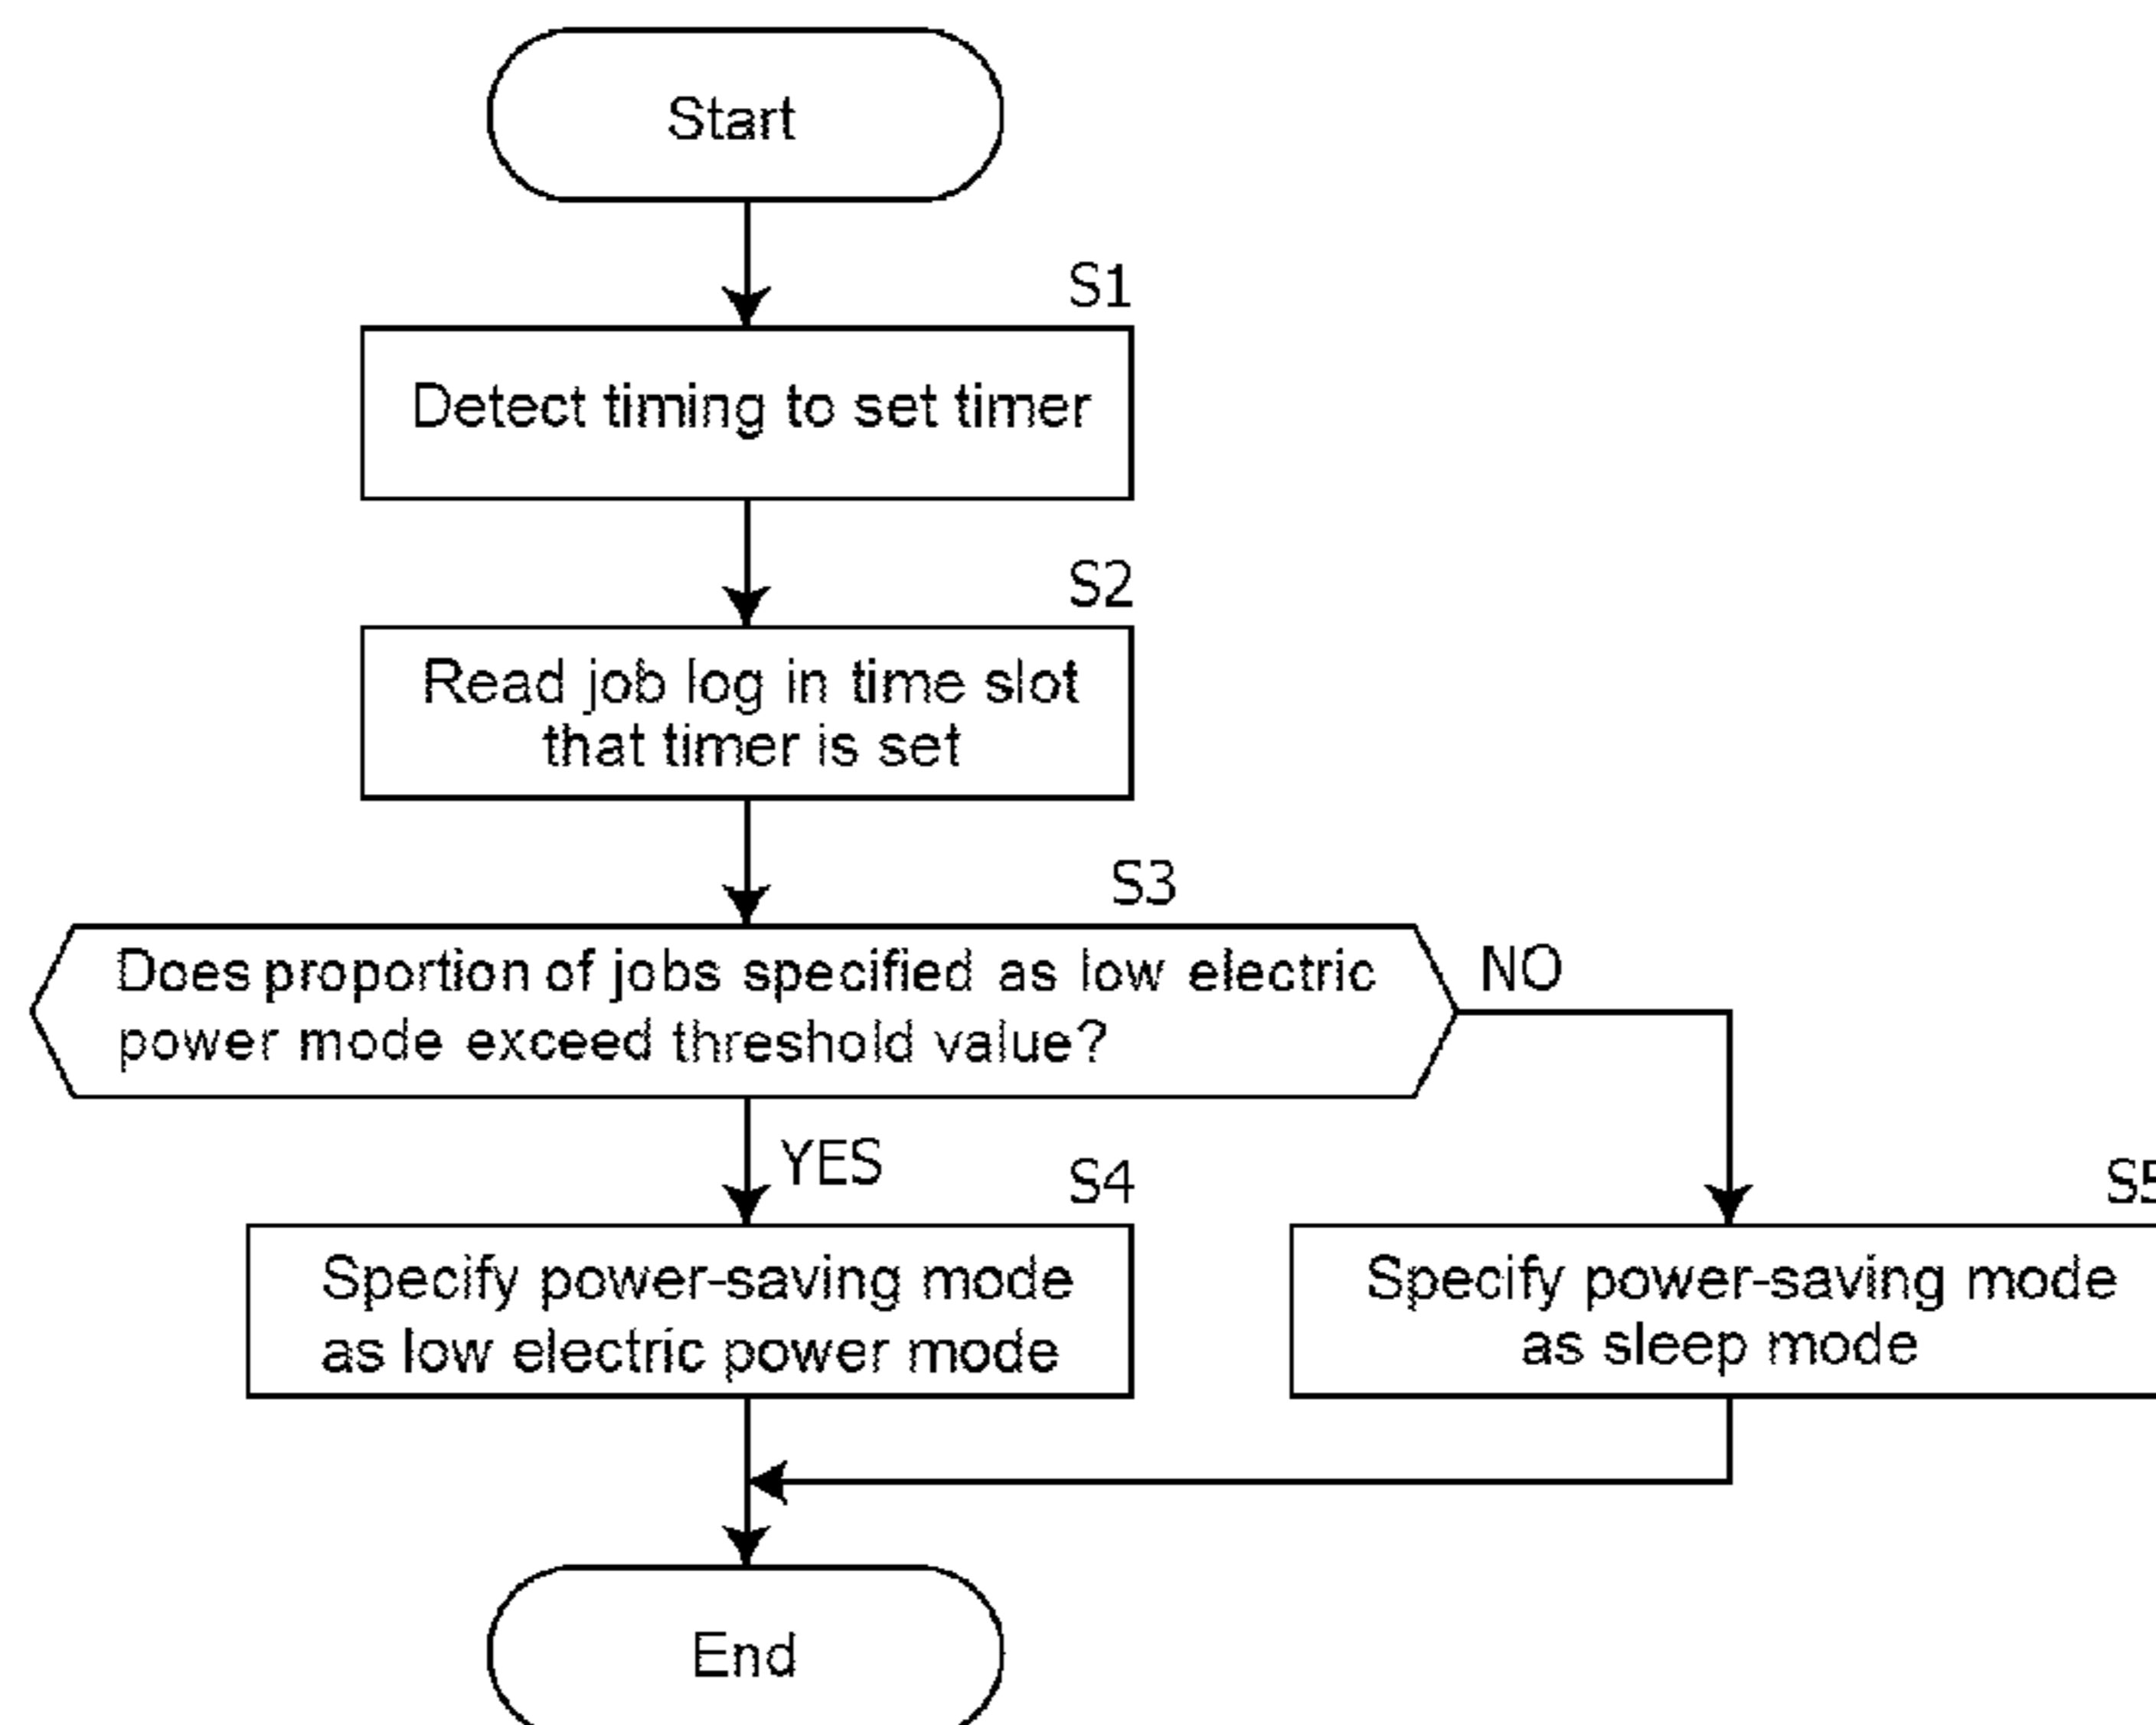 Start
S1
Detect timing to set timer
S2
Read job log in time slot
that timer is set
S3
Does proportion of jobs specified as low electric
power mode exceed threshold value?
NO
YES
S4
Specify power-saving mode
as low electric power mode
S5
Specify power-saving mode
as sleep mode
End